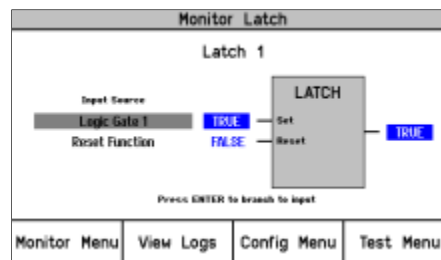 Monitor Latch
Latch 1
Input Source
LATCH
Logic Gate 1 TRUE Set
Reset Function FALSE Reset
TRUE
Press ENTER to branch to input
Monitor Menu View Logs Config Menu Test Menu